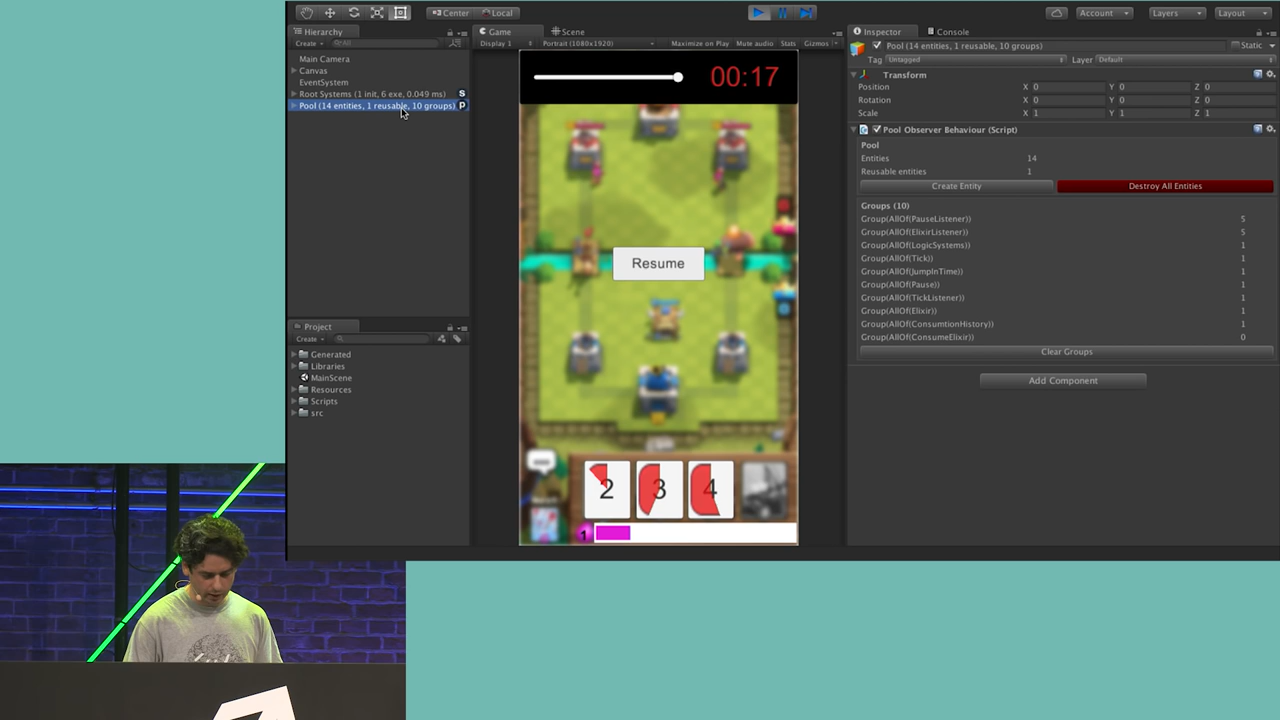 Center
Local
Account
Layers
Layout
Hierarchy
Create
All
Main Camera
Canvas
EventSystem
Root Systems (1 init, 6 exe, 0.049 ms)
S
Pool (14 entities, 1 reusable, 10 groups)
P
Project
Create
Generated
Libraries
MainScene
Resources
Scripts
src
Game
Scene
Display 1
Portrait (1080x1920)
Maximize on Play
Mute audio
Stats
Gizmos
00:17
Resume
2
3
4
1
Inspector
Console
Pool (14 entities, 1 reusable, 10 groups)
Static
Tag
Untagged
Layer
Default
Transform
Position
X 0
Y 0
Z 0
Rotation
X 0
Y 0
Z 0
Scale
X 1
Y 1
Z 1
Pool Observer Behaviour (Script)
Pool
Entities 14
Reusable entities 1
Create Entity
Destroy All Entities
Groups (10)
Group(AllOf(PauseListener)) 5
Group(AllOf(ElixirListener)) 5
Group(AllOf(LogicSystems)) 1
Group(AllOf(Tick)) 1
Group(AllOf(JumpInTime)) 1
Group(AllOf(Pause)) 1
Group(AllOf(TickListener)) 1
Group(AllOf(Elixir)) 1
Group(AllOf(ConsumtionHistory)) 1
Group(AllOf(ConsumeElixir)) 0
Clear Groups
Add Component